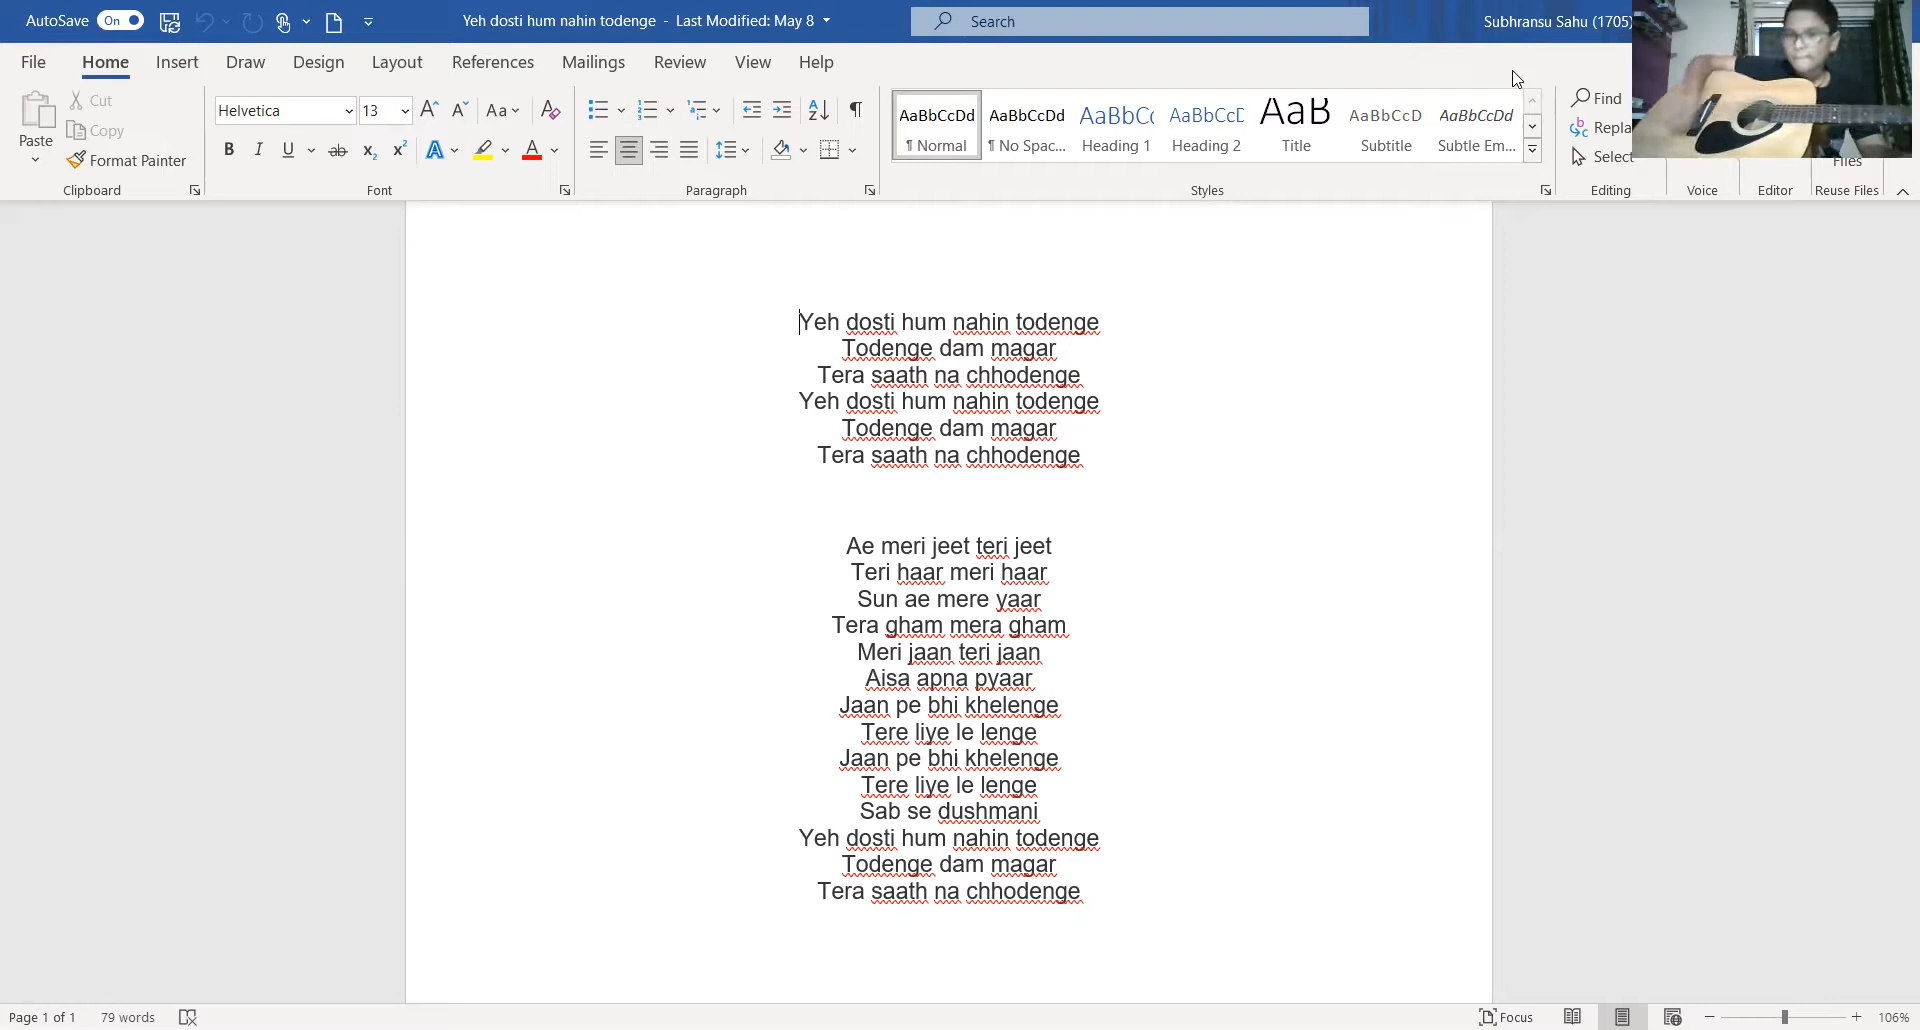 AutoSave On Yeh dosti hum nahin todenge - Last Modified: May 8 Search Subhransu Sahu (1705)
File Home Insert Draw Design Layout References Mailings Review View Help
Paste Cut Copy Format Painter
Clipboard
Helvetica 13 Aa
B I U ab x₂ x² A A
Font
Paragraph
AaBbCcDd AaBbCcDd AaBbCc AaBbCcD AaB AaBbCcD AaBbCcDd
¶ Normal ¶ No Spac... Heading 1 Heading 2 Title Subtitle Subtle Em...
Styles
Find
Repla
Select
Editing
Voice
Editor
Files
Reuse Files
Yeh dosti hum nahin todenge
Todenge dam magar
Tera saath na chhodenge
Yeh dosti hum nahin todenge
Todenge dam magar
Tera saath na chhodenge
Ae meri jeet teri jeet
Teri haar meri haar
Sun ae mere yaar
Tera gham mera gham
Meri jaan teri jaan
Aisa apna pyaar
Jaan pe bhi khelenge
Tere liye le lenge
Jaan pe bhi khelenge
Tere liye le lenge
Sab se dushmani
Yeh dosti hum nahin todenge
Todenge dam magar
Tera saath na chhodenge
Page 1 of 1 79 words Focus 106%